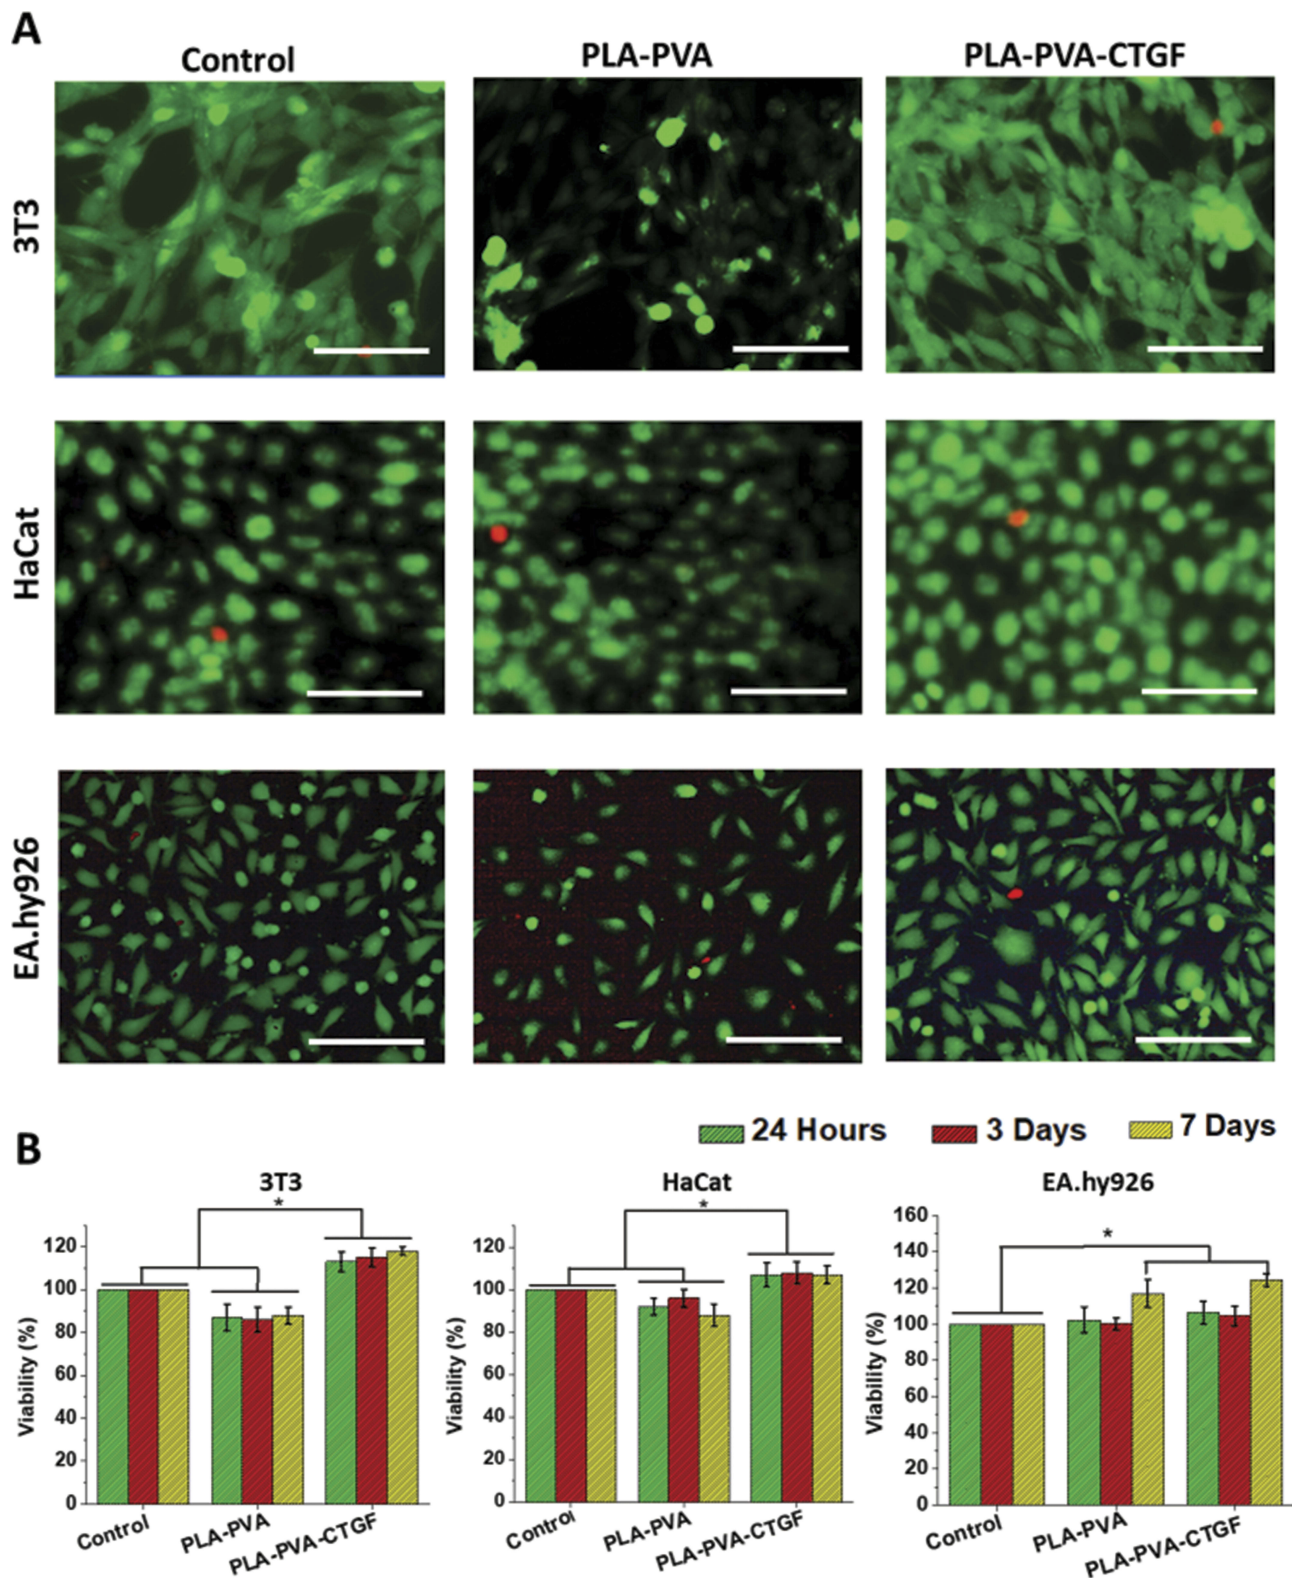 A
Control PLA-PVA PLA-PVA-CTGF
3T3
HaCat
EA.hy926
B
24 Hours 3 Days 7 Days
3T3
*
Viability (%)
120
100
80
60
40
20
0
Control PLA-PVA PLA-PVA-CTGF
HaCat
*
Viability (%)
120
100
80
60
40
20
0
Control PLA-PVA PLA-PVA-CTGF
EA.hy926
*
Viability (%)
160
140
120
100
80
60
40
20
0
Control PLA-PVA PLA-PVA-CTGF